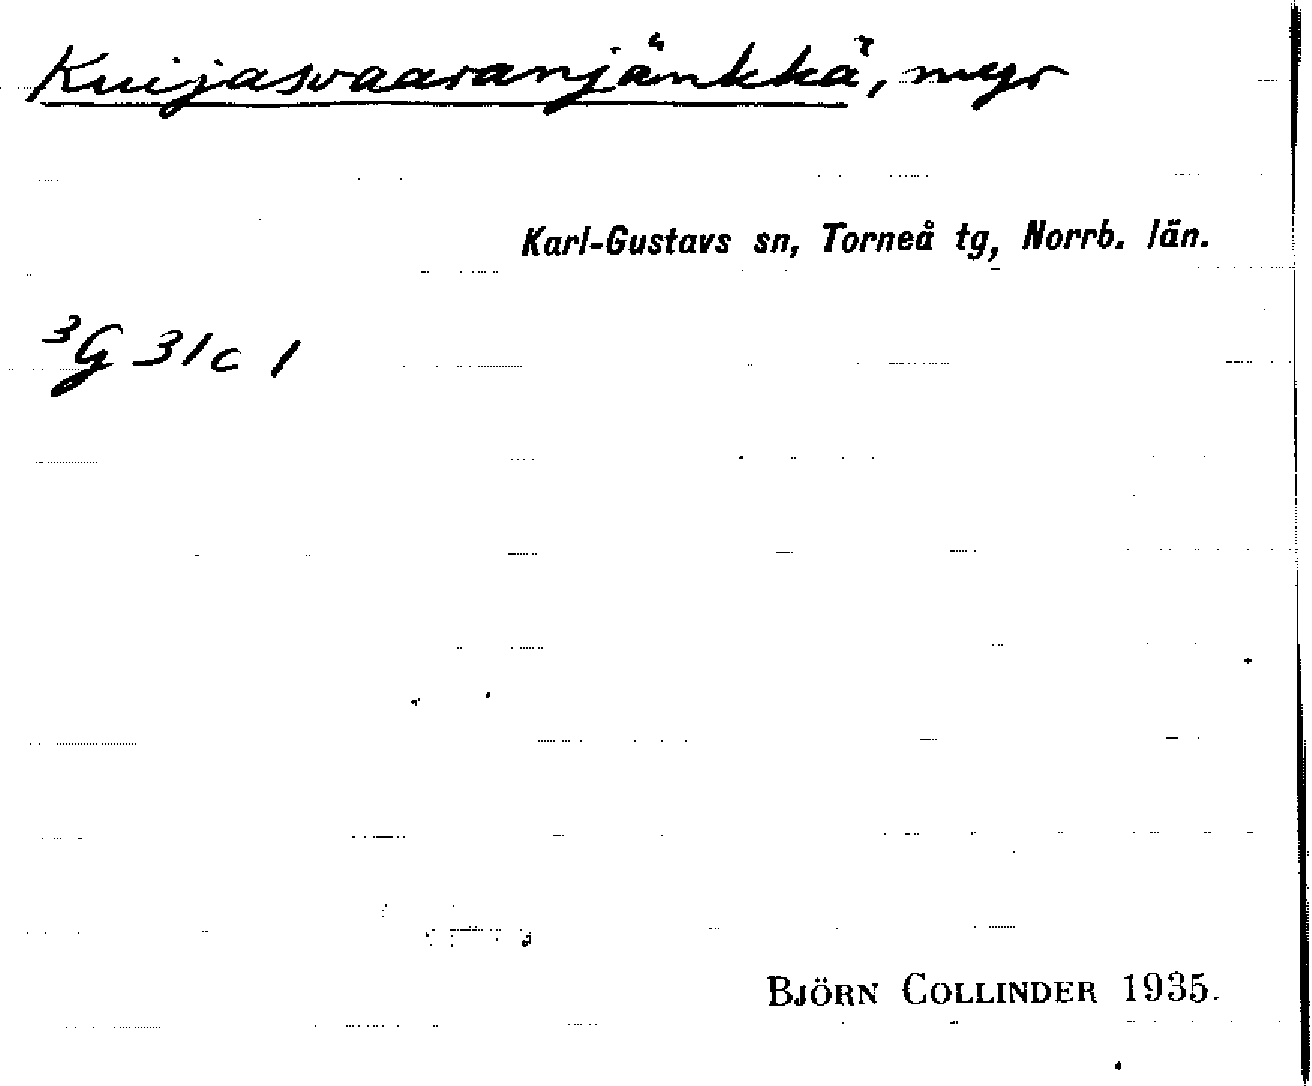 Kuijasvaaranjänkkä, myr
Karl-Gustavs sn, Torneå tg, Norrb. län.
³G 31c 1
BJÖRN COLLINDER 1935.